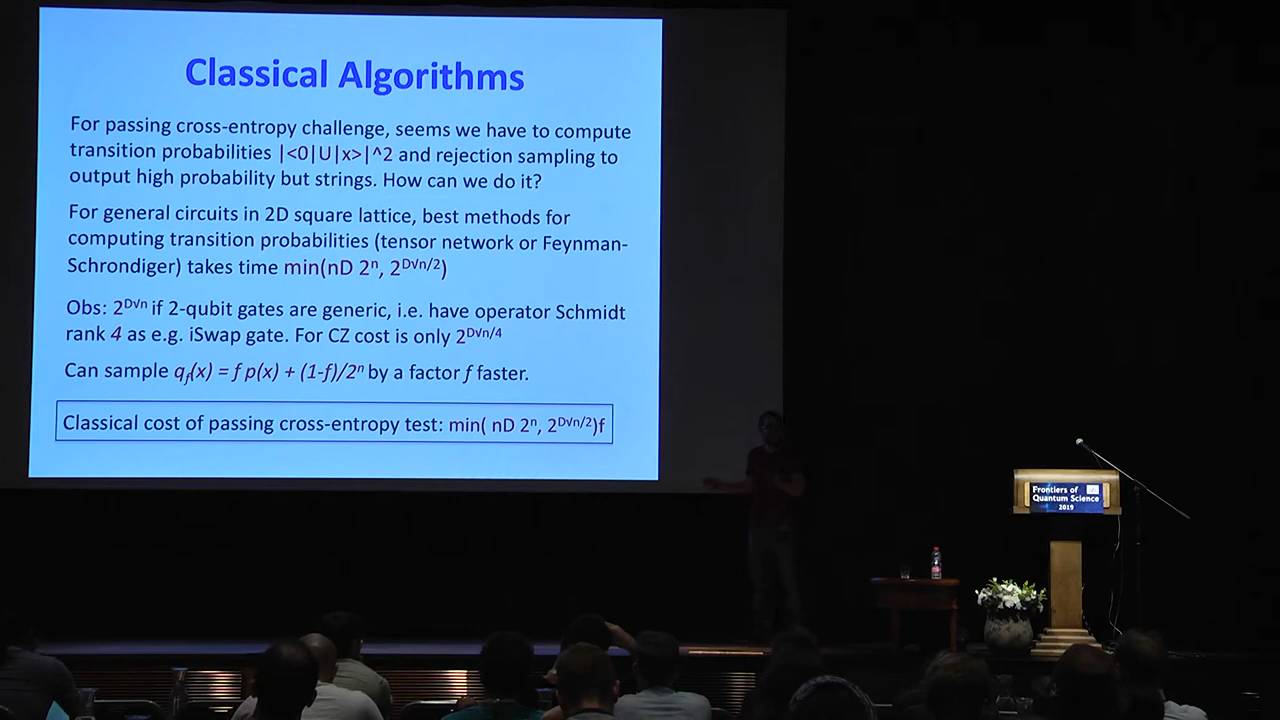 Classical Algorithms
For passing cross-entropy challenge, seems we have to compute
transition probabilities |<0|U|x>|^2 and rejection sampling to
output high probability but strings. How can we do it?
For general circuits in 2D square lattice, best methods for
computing transition probabilities (tensor network or Feynman-
Schrondiger) takes time min(nD 2ⁿ, 2^D√n/2)
Obs: 2^D√n if 2-qubit gates are generic, i.e. have operator Schmidt
rank 4 as e.g. iSwap gate. For CZ cost is only 2^D√n/4
Can sample q_f(x) = f p(x) + (1-f)/2ⁿ by a factor f faster.
Classical cost of passing cross-entropy test: min( nD 2ⁿ, 2^D√n/2)f
Frontiers of
Quantum Science
2019